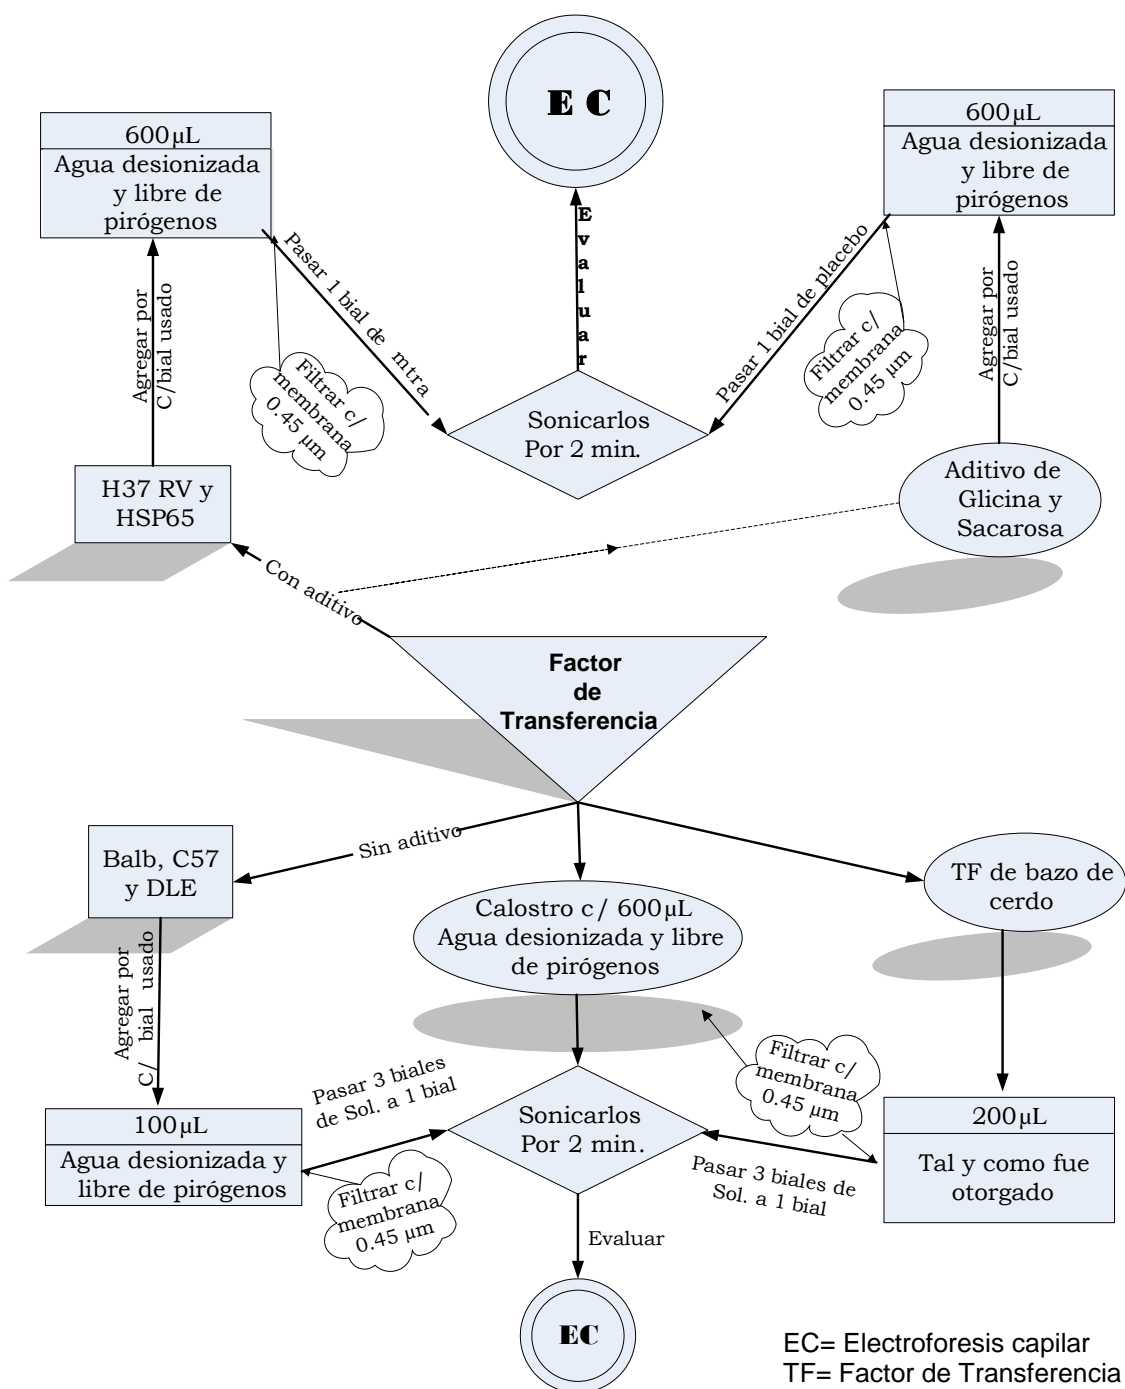 E C
600µL
Agua desionizada
y libre de
pirógenos
600µL
Agua desionizada
y libre de
pirógenos
Evaluar
Pasar 1 bial de mtra
Pasar 1 bial de placebo
Agregar por
C/bial usado
Filtrar c/
membrana
0.45 µm
Filtrar c/
membrana
0.45 µm
Agregar por
C/bial usado
Sonicarlos
Por 2 min.
H37 RV y
HSP65
Aditivo de
Glicina y
Sacarosa
Con aditivo
Factor
de
Transferencia
Sin aditivo
Balb, C57
y DLE
TF de bazo de
cerdo
Calostro c/ 600µL
Agua desionizada y libre
de pirógenos
Agregar por
C/ bial usado
Filtrar c/
membrana
0.45 µm
Pasar 3 biales
de Sol. a 1 bial
Sonicarlos
Por 2 min.
100µL
Agua desionizada y
libre de pirógenos
200µL
Tal y como fue
otorgado
Filtrar c/
membrana
0.45 µm
Pasar 3 biales de
Sol. a 1 bial
Evaluar
EC
EC= Electroforesis capilar
TF= Factor de Transferencia